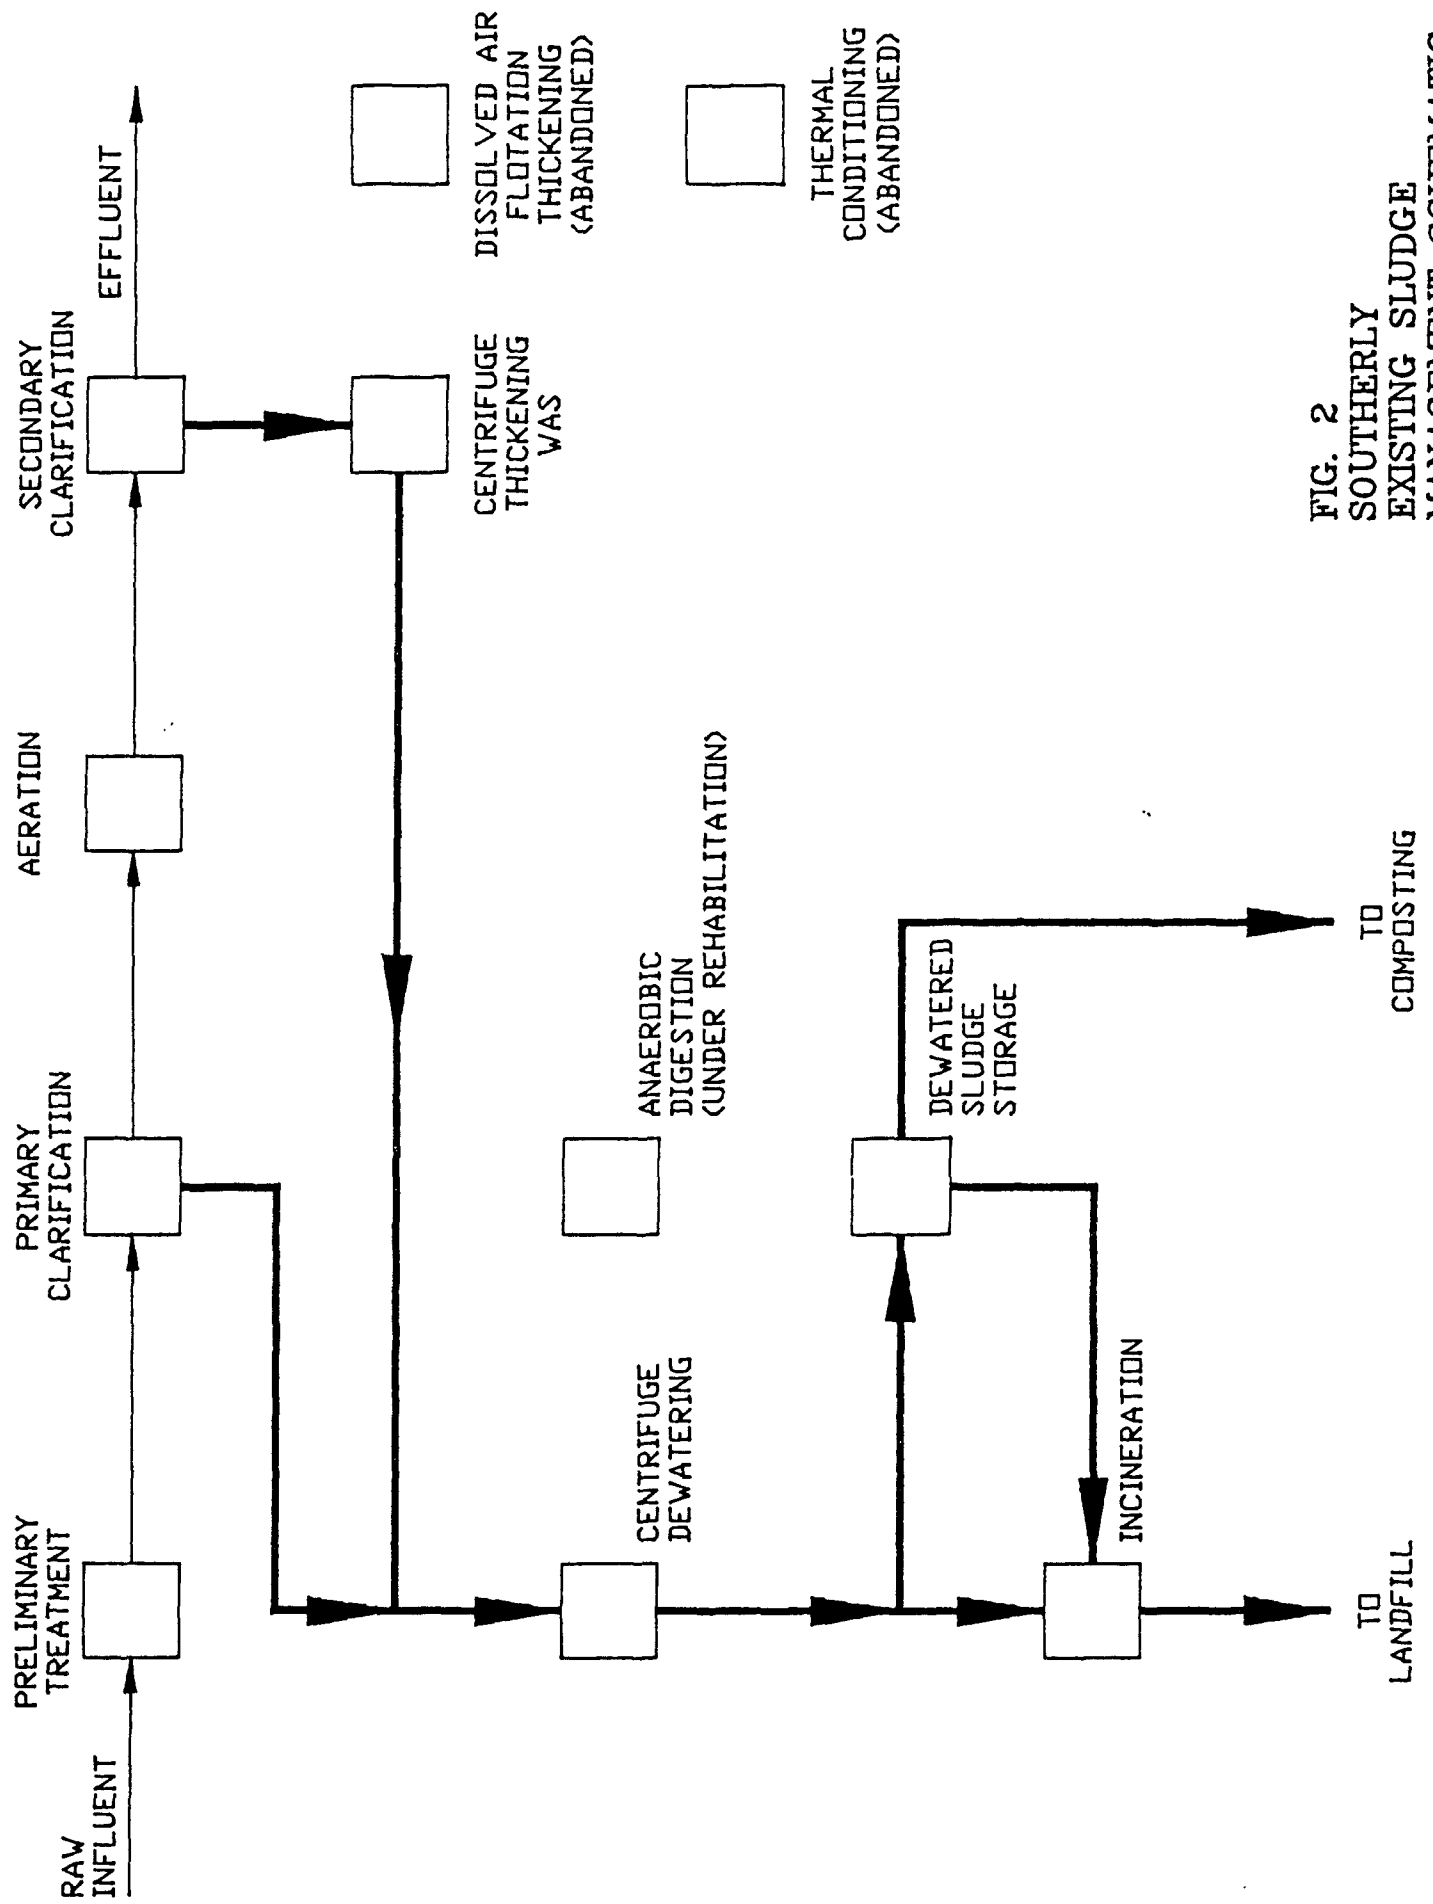 RAW
INFLUENT
PRELIMINARY
TREATMENT
PRIMARY
CLARIFICATION
AERATION
SECONDARY
CLARIFICATION
EFFLUENT
CENTRIFUGE
THICKENING
WAS
DISSOLVED AIR
FLOTATION
THICKENING
(ABANDONED)
CENTRIFUGE
DEWATERING
ANAEROBIC
DIGESTION
(UNDER REHABILITATION)
THERMAL
CONDITIONING
(ABANDONED)
DEWATERED
SLUDGE
STORAGE
INCINERATION
TO
LANDFILL
TO
COMPOSTING
FIG. 2
SOUTHERLY
EXISTING SLUDGE
MANAGEMENT SCHEMATIC